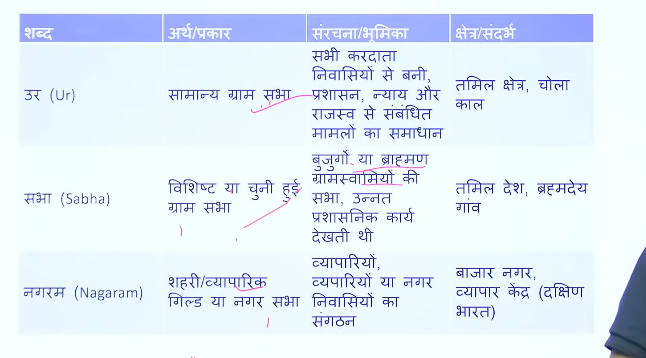 शब्द
अर्थ/प्रकार
संरचना/भूमिका
क्षेत्र/संदर्भ
उर (Ur)
सामान्य ग्राम सभा
सभी करदाता
निवासियों से बनी,
प्रशासन, न्याय और
राजस्व से संबंधित
मामलों का समाधान
तमिल क्षेत्र, चोला
काल
सभा (Sabha)
विशिष्ट या चुनी हुई
ग्राम सभा
बुजुर्गों या ब्राह्मण
ग्रामस्वामियों की
सभा, उन्नत
प्रशासनिक कार्य
देखती थी
तमिल देश, ब्रह्मदेय
गांव
नगरम (Nagaram)
शहरी/व्यापारिक
गिल्ड या नगर सभा
व्यापारियों,
व्यपारियों या नगर
निवासियों का
संगठन
बाजार नगर,
व्यापार केंद्र (दक्षिण
भारत)